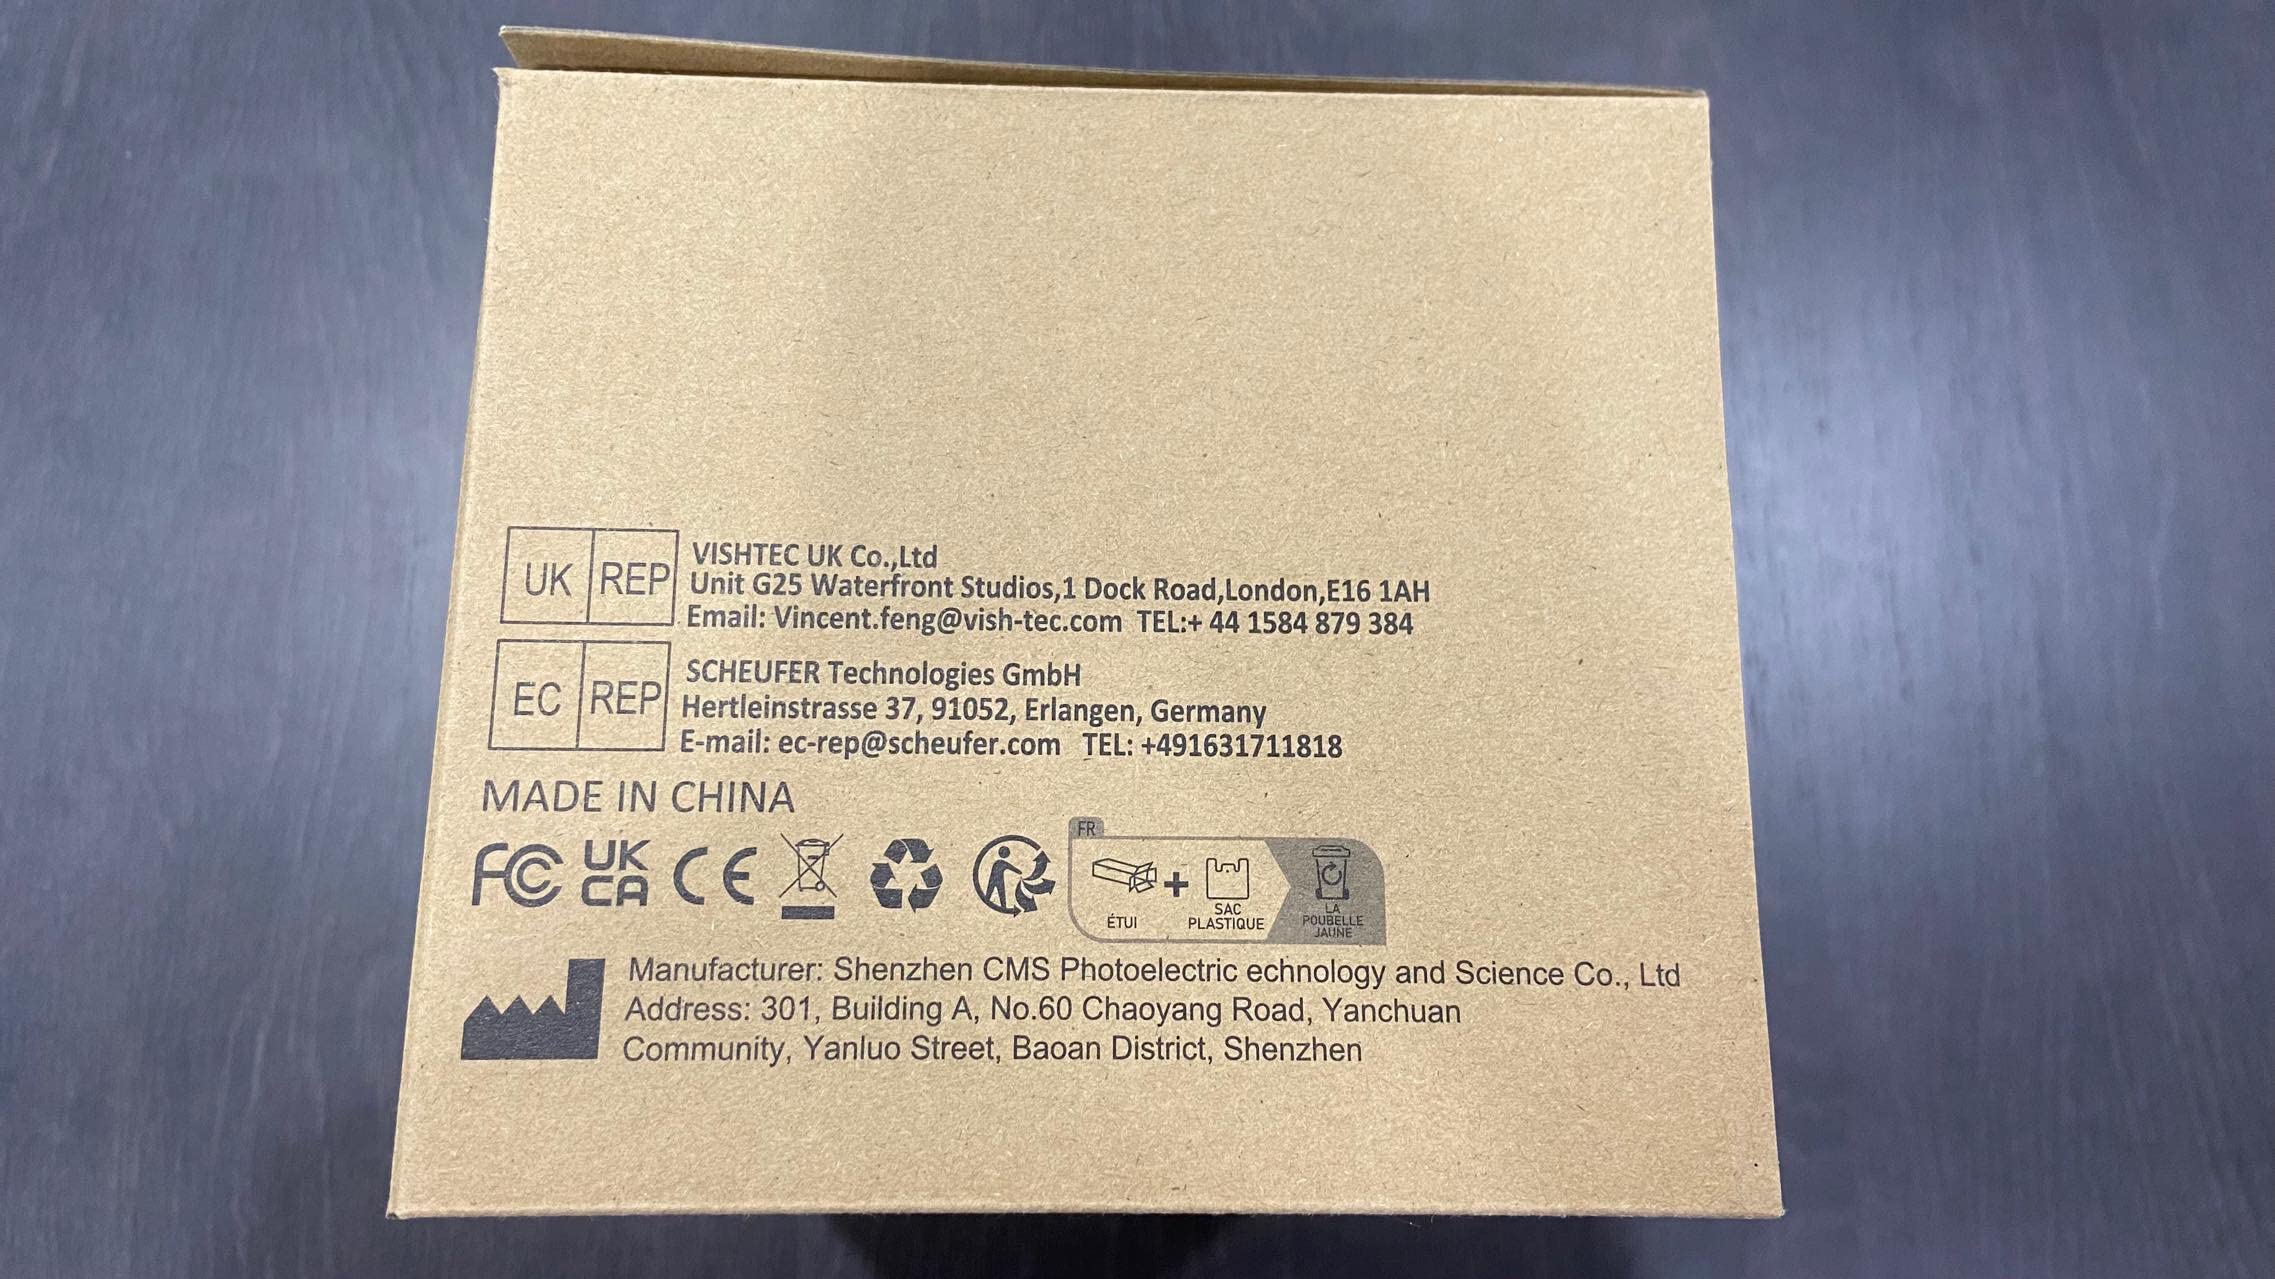 UK REP
VISHTEC UK Co.,Ltd
Unit G25 Waterfront Studios,1 Dock Road,London,E16 1AH
Email: Vincent.feng@vish-tec.com TEL:+ 44 1584 879 384
EC REP
SCHEUFER Technologies GmbH
Hertleinstrasse 37, 91052, Erlangen, Germany
E-mail: ec-rep@scheufer.com TEL: +491631711818
MADE IN CHINA
FC UK CA CE
FR
ÉTUI
+
SAC
PLASTIQUE
LA
POUBELLE
JAUNE
Manufacturer: Shenzhen CMS Photoelectric echnology and Science Co., Ltd
Address: 301, Building A, No.60 Chaoyang Road, Yanchuan
Community, Yanluo Street, Baoan District, Shenzhen